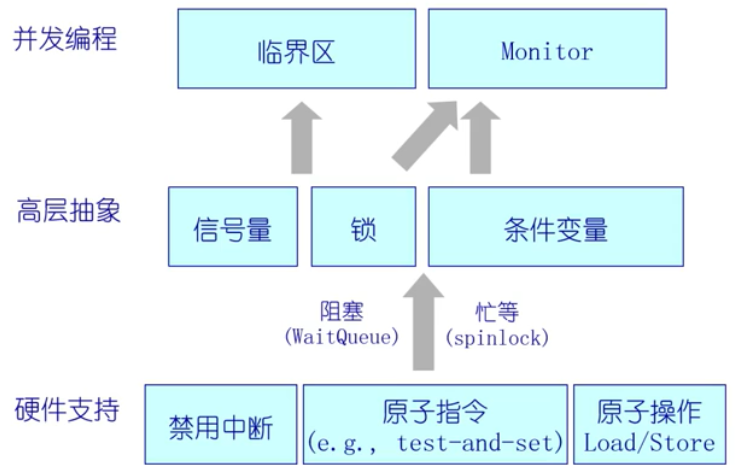 并发编程
临界区
Monitor
高层抽象
信号量
锁
条件变量
阻塞
(WaitQueue)
忙等
(spinlock)
硬件支持
禁用中断
原子指令
(e.g., test-and-set)
原子操作
Load/Store